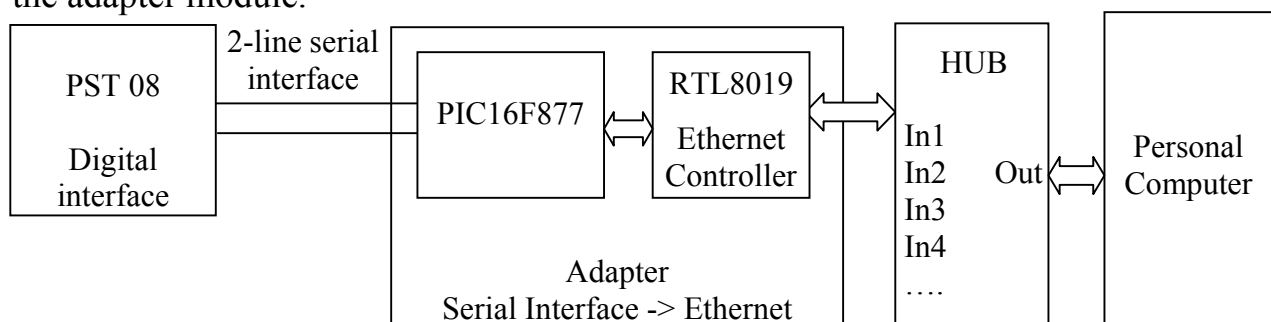 the adapter module.
PST 08
Digital
interface
2-line serial
interface
PIC16F877
RTL8019
Ethernet
Controller
Adapter
Serial Interface -> Ethernet
HUB
In1
In2
In3
In4
….
Out
Personal
Computer